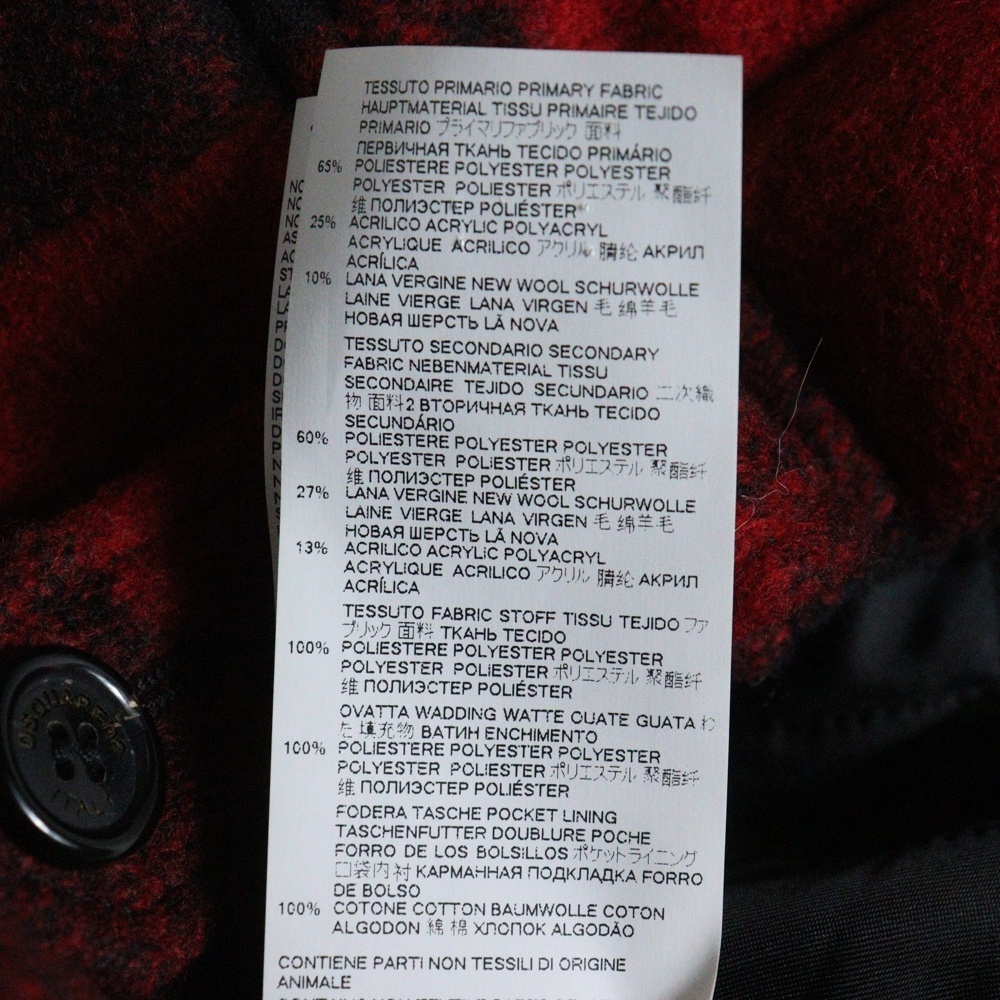 TESSUTO PRIMARIO PRIMARY FABRIC
HAUPTMATERIAL TISSU PRIMAIRE TEJIDO
PRIMARIO プライマリファブリック 面料
ПЕРВИЧНАЯ ТКАНЬ TECIDO PRIMÁRIO
65% POLIESTERE POLYESTER POLYESTER
POLYESTER POLIESTER ポリエステル 聚酯纤
维 ПОЛИЭСТЕР POLIÉSTER
25% ACRILICO ACRYLIC POLYACRYL
ACRYLIQUE ACRILICO アクリル 腈纶 АКРИЛ
ACRÍLICA
10% LANA VERGINE NEW WOOL SCHURWOLLE
LAINE VIERGE LANA VIRGEN 毛 绵羊毛
НОВАЯ ШЕРСТЬ LÃ NOVA
TESSUTO SECONDARIO SECONDARY
FABRIC NEBENMATERIAL TISSU
SECONDAIRE TEJIDO SECUNDARIO 二次織
物 面料2 ВТОРИЧНАЯ ТКАНЬ TECIDO
SECUNDÁRIO
60% POLIESTERE POLYESTER POLYESTER
POLYESTER POLIESTER ポリエステル 聚酯纤
维 ПОЛИЭСТЕР POLIÉSTER
27% LANA VERGINE NEW WOOL SCHURWOLLE
LAINE VIERGE LANA VIRGEN 毛 绵羊毛
НОВАЯ ШЕРСТЬ LÃ NOVA
13% ACRILICO ACRYLIC POLYACRYL
ACRYLIQUE ACRILICO アクリル 腈纶 АКРИЛ
ACRÍLICA
TESSUTO FABRIC STOFF TISSU TEJIDO ファ
ブリック 面料 ТКАНЬ TECIDO
100% POLIESTERE POLYESTER POLYESTER
POLYESTER POLIESTER ポリエステル 聚酯纤
维 ПОЛИЭСТЕР POLIÉSTER
OVATTA WADDING WATTE OUATE GUATA わ
た 填充物 ВАТИН ENCHIMENTO
100% POLIESTERE POLYESTER POLYESTER
POLYESTER POLIESTER ポリエステル 聚酯纤
维 ПОЛИЭСТЕР POLIÉSTER
FODERA TASCHE POCKET LINING
TASCHENFUTTER DOUBLURE POCHE
FORRO DE LOS BOLSILLOS ポケットライニング
口袋内衬 КАРМАННАЯ ПОДКЛАДКА FORRO
DE BOLSO
100% COTONE COTTON BAUMWOLLE COTON
ALGODON 綿 棉 ХЛОПОК ALGODÃO
CONTIENE PARTI NON TESSILI DI ORIGINE
ANIMALE
DSQUARED2
ITALY